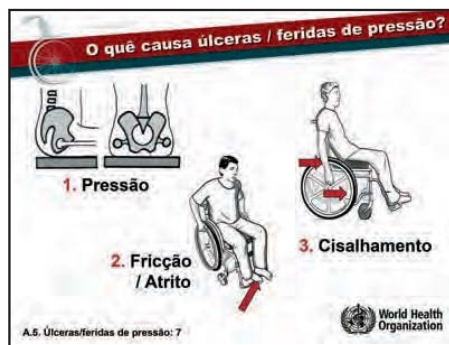 O quê causa úlceras / feridas de pressão?
1. Pressão
2. Fricção
/ Atrito
3. Cisalhamento
A.5. Úlceras/feridas de pressão: 7
World Health
Organization